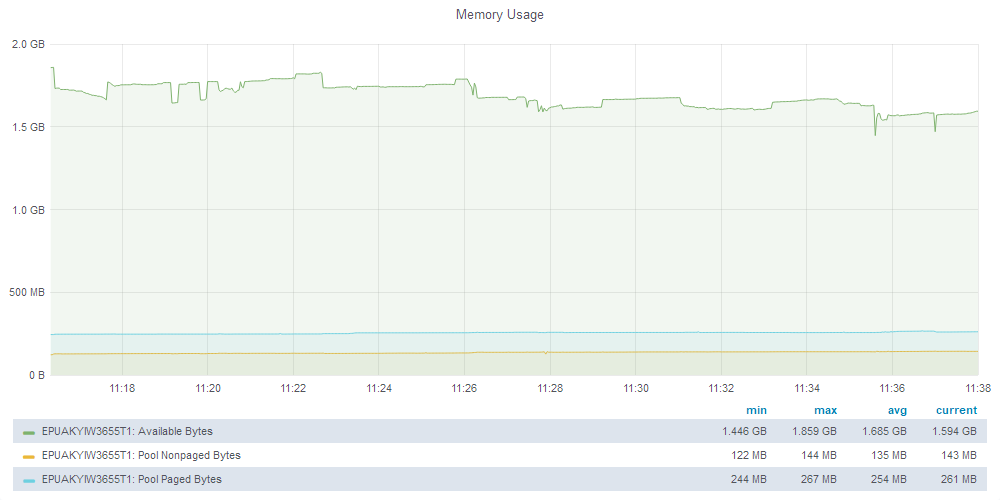 Memory Usage
2.0 GB
1.5 GB
1.0 GB
500 MB
0 B
11:18 11:20 11:22 11:24 11:26 11:28 11:30 11:32 11:34 11:36 11:38
min max avg current
EPUAKYIW3655T1: Available Bytes 1.446 GB 1.859 GB 1.685 GB 1.594 GB
EPUAKYIW3655T1: Pool Nonpaged Bytes 122 MB 144 MB 135 MB 143 MB
EPUAKYIW3655T1: Pool Paged Bytes 244 MB 267 MB 254 MB 261 MB